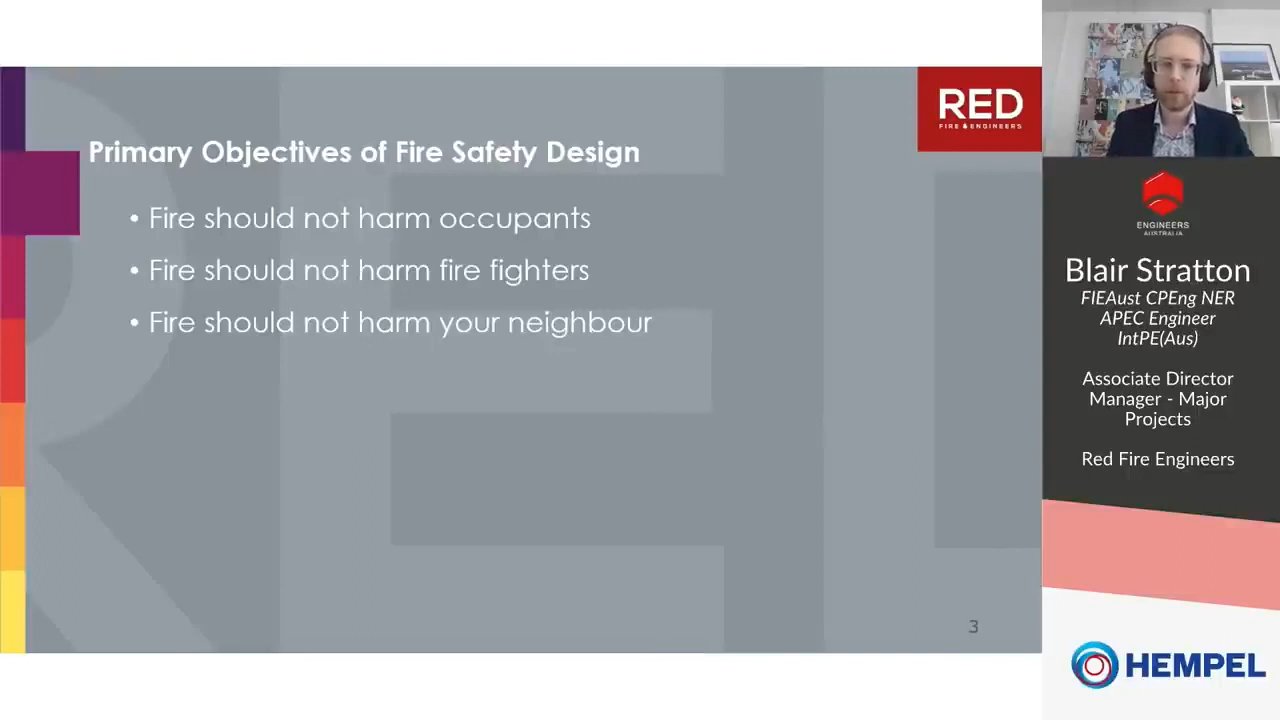 RED
FIRE & ENGINEERS
Primary Objectives of Fire Safety Design
• Fire should not harm occupants
• Fire should not harm fire fighters
• Fire should not harm your neighbour
3
ENGINEERS
AUSTRALIA
Blair Stratton
FIEAust CPEng NER
APEC Engineer
IntPE(Aus)
Associate Director
Manager - Major
Projects
Red Fire Engineers
HEMPEL